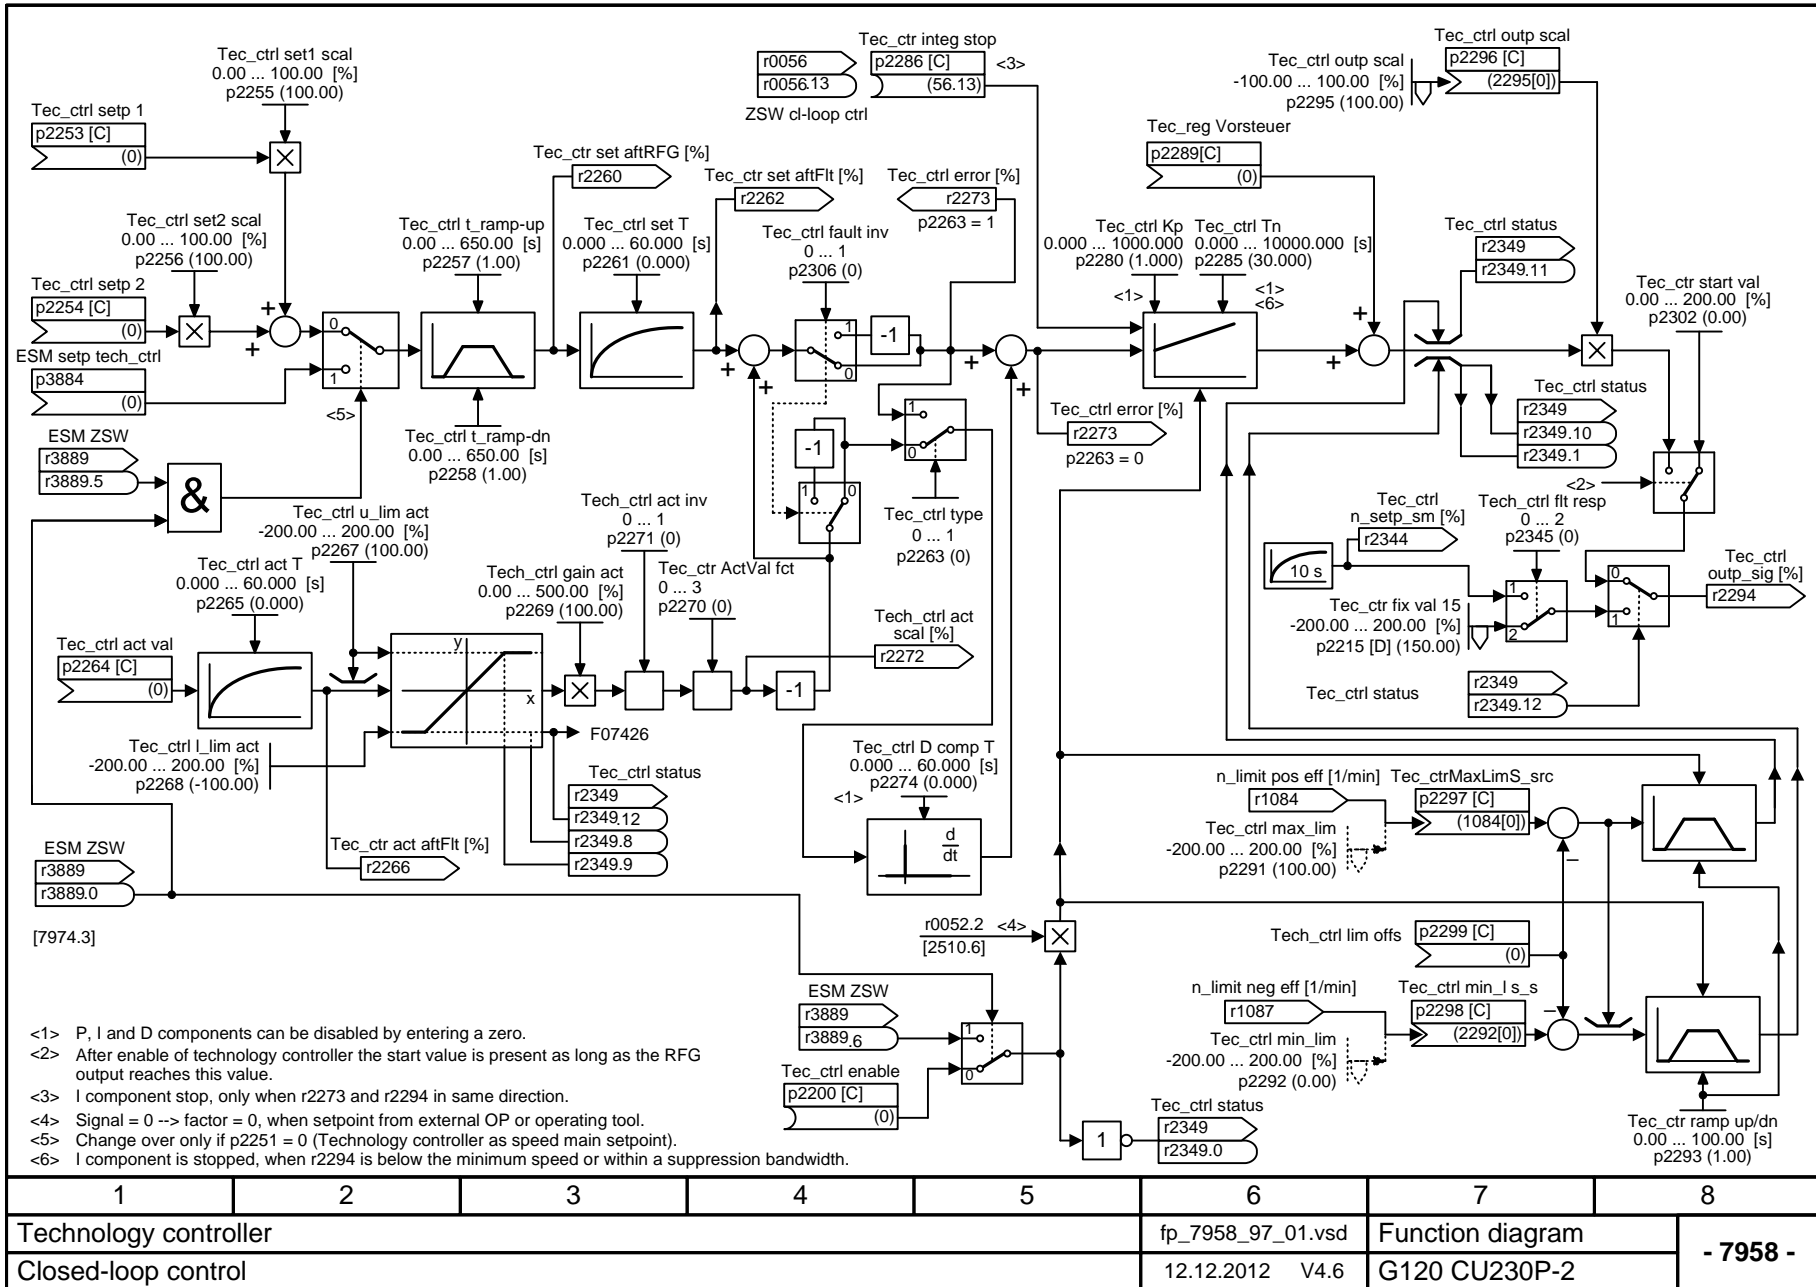 Tec_ctrl set1 scal
0.00 ... 100.00 [%]
p2255 (100.00)
Tec_ctrl setp 1
p2253 [C]
(0)
Tec_ctrl set2 scal
0.00 ... 100.00 [%]
p2256 (100.00)
Tec_ctrl setp 2
p2254 [C]
(0)
+
+
ESM setp tech_ctrl
p3884
(0)
0
1
<5>
ESM ZSW
r3889
r3889.5
&
Tec_ctrl t_ramp-up
0.00 ... 650.00 [s]
p2257 (1.00)
Tec_ctrl t_ramp-dn
0.00 ... 650.00 [s]
p2258 (1.00)
Tec_ctr set aftRFG [%]
r2260
Tec_ctrl set T
0.000 ... 60.000 [s]
p2261 (0.000)
Tec_ctr set aftFlt [%]
r2262
+
+
Tec_ctrl fault inv
0 ... 1
p2306 (0)
1
0
-1
Tec_ctrl error [%]
r2273
p2263 = 1
r0056
r0056.13
ZSW cl-loop ctrl
Tec_ctr integ stop
p2286 [C]
(56.13)
<3>
+
+
Tec_ctrl error [%]
r2273
p2263 = 0
1
0
Tec_ctrl type
0 ... 1
p2263 (0)
-1
1
0
Tec_ctrl Kp
0.000 ... 1000.000
p2280 (1.000)
<1>
Tec_ctrl Tn
0.000 ... 10000.000 [s]
p2285 (30.000)
<1>
<6>
Tec_reg Vorsteuer
p2289[C]
(0)
+
+
Tec_ctrl outp scal
-100.00 ... 100.00 [%]
p2295 (100.00)
Tec_ctrl outp scal
p2296 [C]
(2295[0])
Tec_ctrl status
r2349
r2349.11
Tec_ctr start val
0.00 ... 200.00 [%]
p2302 (0.00)
Tec_ctrl status
r2349
r2349.10
r2349.1
<2>
Tec_ctrl
n_setp_sm [%]
r2344
10 s
Tech_ctrl flt resp
0 ... 2
p2345 (0)
1
2
Tec_ctr fix val 15
-200.00 ... 200.00 [%]
p2215 [D] (150.00)
0
1
Tec_ctrl
outp_sig [%]
r2294
Tec_ctrl status
r2349
r2349.12
Tec_ctrl u_lim act
-200.00 ... 200.00 [%]
p2267 (100.00)
Tec_ctrl act T
0.000 ... 60.000 [s]
p2265 (0.000)
Tec_ctrl act val
p2264 [C]
(0)
Tec_ctrl l_lim act
-200.00 ... 200.00 [%]
p2268 (-100.00)
y
x
Tech_ctrl gain act
0.00 ... 500.00 [%]
p2269 (100.00)
Tech_ctrl act inv
0 ... 1
p2271 (0)
Tec_ctr ActVal fct
0 ... 3
p2270 (0)
-1
Tech_ctrl act
scal [%]
r2272
F07426
Tec_ctrl status
r2349
r2349.12
r2349.8
r2349.9
Tec_ctr act aftFlt [%]
r2266
Tec_ctrl D comp T
0.000 ... 60.000 [s]
p2274 (0.000)
<1>
d
dt
ESM ZSW
r3889
r3889.0
[7974.3]
r0052.2 <4>
[2510.6]
ESM ZSW
r3889
r3889.6
1
0
Tec_ctrl enable
p2200 [C]
(0)
1
Tec_ctrl status
r2349
r2349.0
n_limit pos eff [1/min]
r1084
Tec_ctrMaxLimS_src
p2297 [C]
(1084[0])
Tec_ctrl max_lim
-200.00 ... 200.00 [%]
p2291 (100.00)
–
Tech_ctrl lim offs
p2299 [C]
(0)
n_limit neg eff [1/min]
r1087
Tec_ctrl min_l s_s
p2298 [C]
(2292[0])
–
Tec_ctrl min_lim
-200.00 ... 200.00 [%]
p2292 (0.00)
Tec_ctr ramp up/dn
0.00 ... 100.00 [s]
p2293 (1.00)
<1> P, I and D components can be disabled by entering a zero.
<2> After enable of technology controller the start value is present as long as the RFG
output reaches this value.
<3> I component stop, only when r2273 and r2294 in same direction.
<4> Signal = 0 --> factor = 0, when setpoint from external OP or operating tool.
<5> Change over only if p2251 = 0 (Technology controller as speed main setpoint).
<6> I component is stopped, when r2294 is below the minimum speed or within a suppression bandwidth.
1 2 3 4 5 6 7 8
Technology controller
fp_7958_97_01.vsd
Function diagram
- 7958 -
Closed-loop control
12.12.2012 V4.6
G120 CU230P-2